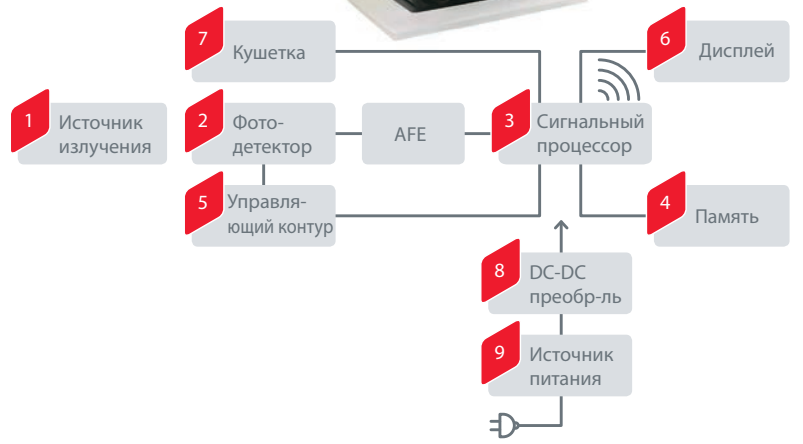 7
Кушетка
6
Дисплей
1
Источник
излучения
2
Фото-
детектор
AFE
3
Сигнальный
процессор
5
Управля-
ющий контур
4
Память
8
DC-DC
преобр-ль
9
Источник
питания